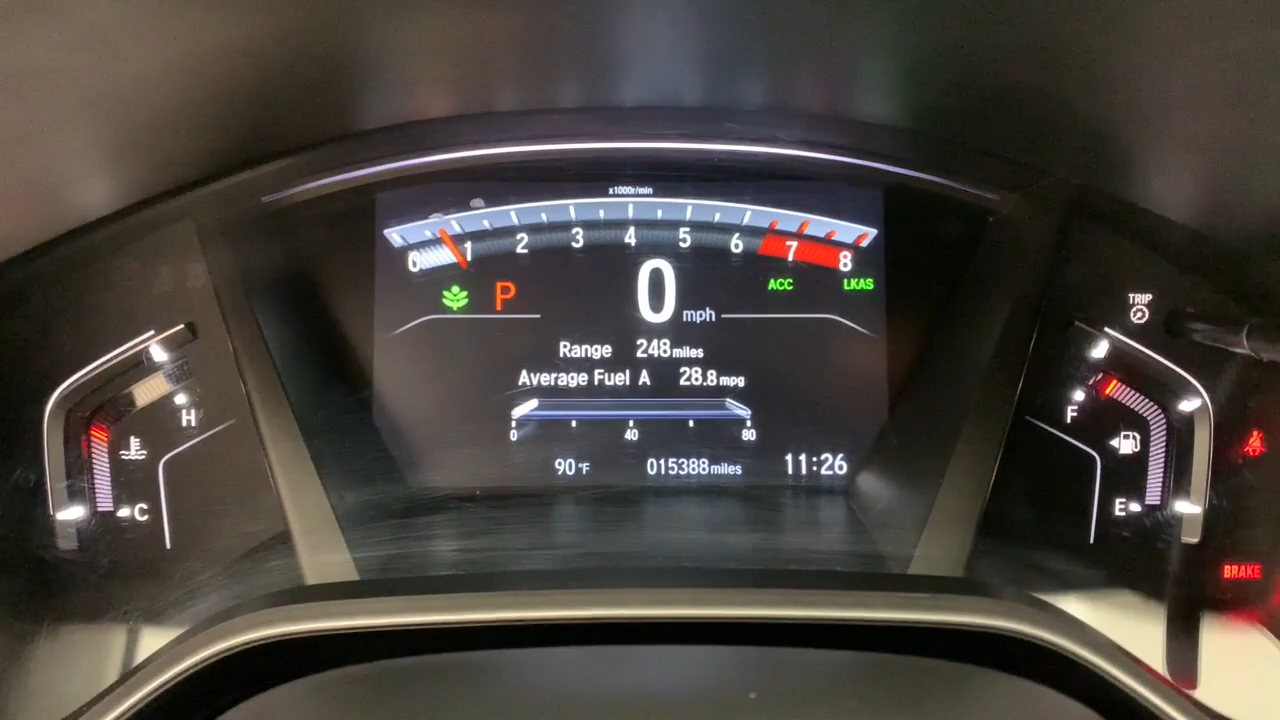 x1000r/min
0 1 2 3 4 5 6 7 8
P 0 mph ACC LKAS
TRIP
Range 248 miles
Average Fuel A 28.8 mpg
H F
0 40 80
C E
90 °F 015388 miles 11:26
BRAKE